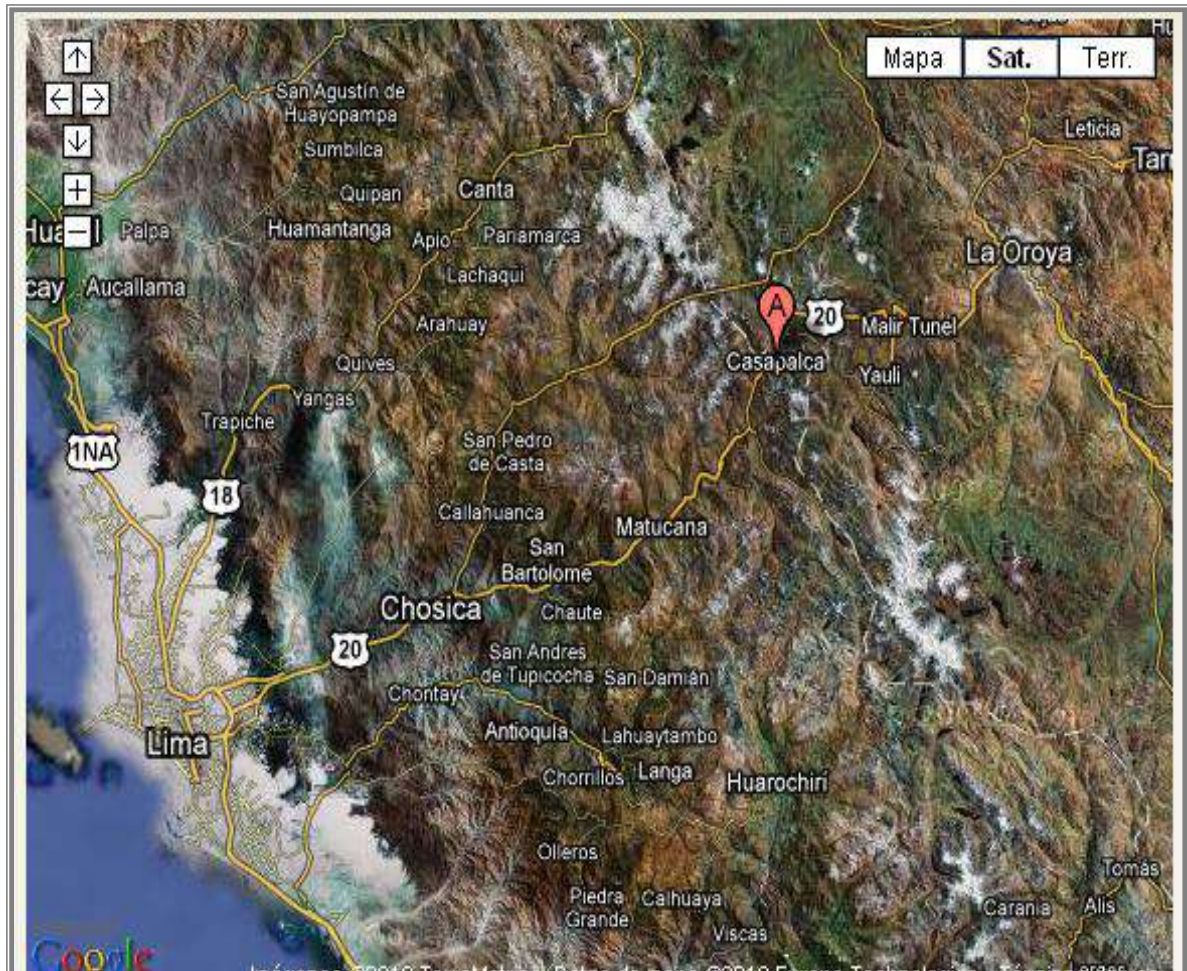 Mapa Sat. Terr.
San Agustín de
Huayopampa
Leticia
Sumbilca
Quipan
Canta
Palpa
Huamantanga
Apio
Pariamarca
La Oroya
Lachaqui
Aucallama
A
20
Arahuay
Malir Tunel
Casapalca
Quives
Yauli
Yangas
Trapiche
1NA
San Pedro
de Casta
18
Callahuanca
Matucana
San
Bartolome
Chosica
Chaute
20
San Andres
de Tupicocha
San Damián
Chontay
Antioquía
Lahuaytambo
Lima
Chorrillos
Langa
Huarochirí
Olleros
Tomás
Piedra
Grande
Calhuaya
Carania
Alis
Viscas
Google